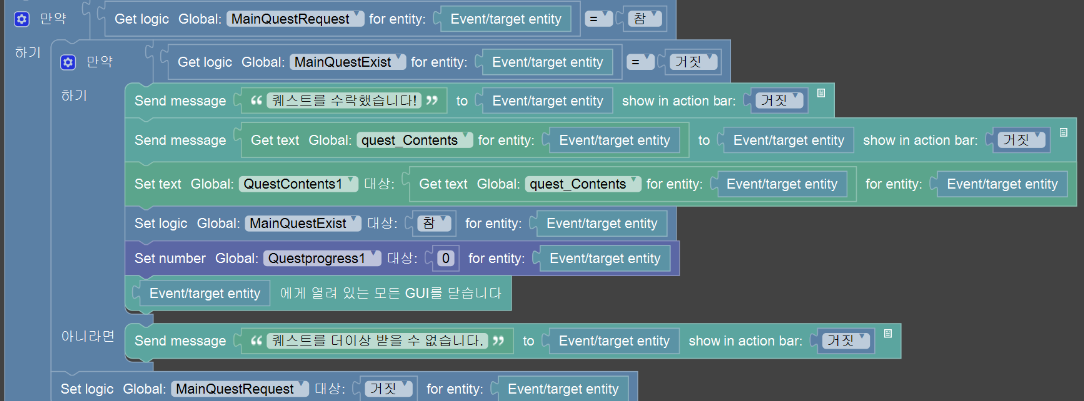 만약 Get logic Global: MainQuestRequest for entity: Event/target entity = 참
하기 만약 Get logic Global: MainQuestExist for entity: Event/target entity = 거짓
하기 Send message “ 퀘스트를 수락했습니다! ” to Event/target entity show in action bar: 거짓
Send message Get text Global: quest_Contents for entity: Event/target entity to Event/target entity show in action bar: 거짓
Set text Global: QuestContents1 대상: Get text Global: quest_Contents for entity: Event/target entity for entity: Event/target entity
Set logic Global: MainQuestExist 대상: 참 for entity: Event/target entity
Set number Global: Questprogress1 대상: 0 for entity: Event/target entity
Event/target entity 에게 열려 있는 모든 GUI를 닫습니다
아니라면 Send message “ 퀘스트를 더이상 받을 수 없습니다. ” to Event/target entity show in action bar: 거짓
Set logic Global: MainQuestRequest 대상: 거짓 for entity: Event/target entity